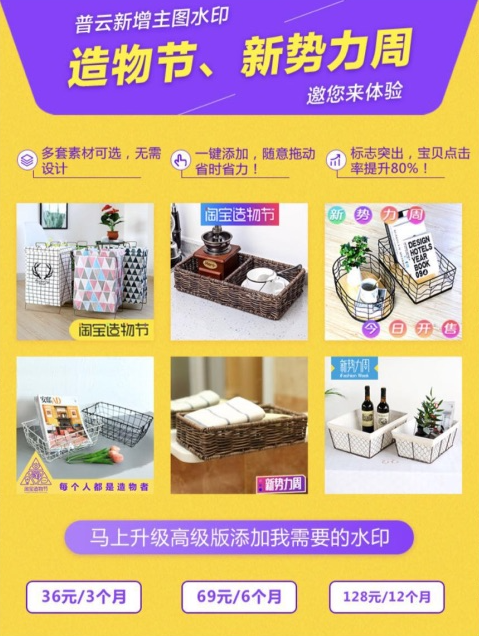 普云新增主图水印
造物节、新势力周
邀您来体验
多套素材可选，无需
设计
一键添加，随意拖动
省时省力！
标志突出，宝贝点击
率提升80%！
淘宝造物节
淘宝造物节
新势力周
DESIGN
HOTELS
YEAR
BOOK
今日开售
AD
淘宝造物节
每个人都是造物者
新势力周
新势力周
马上升级高级版添加我需要的水印
36元/3个月
69元/6个月
128元/12个月